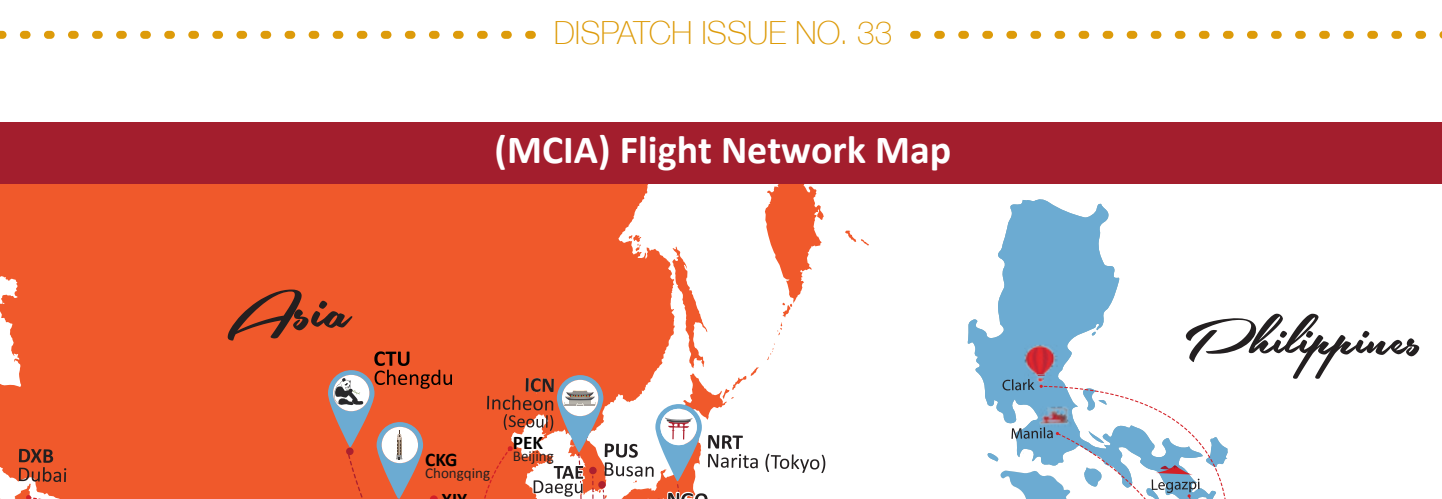 DISPATCH ISSUE NO. 33
(MCIA) Flight Network Map
Asia
Philippines
CTU
Chengdu
ICN
Incheon
(Seoul)
Clark
Manila
PEK
Beijing
PUS
Busan
NRT
Narita (Tokyo)
DXB
Dubai
CKG
Chongqing
TAE
Daegu
Legazpi
NGO